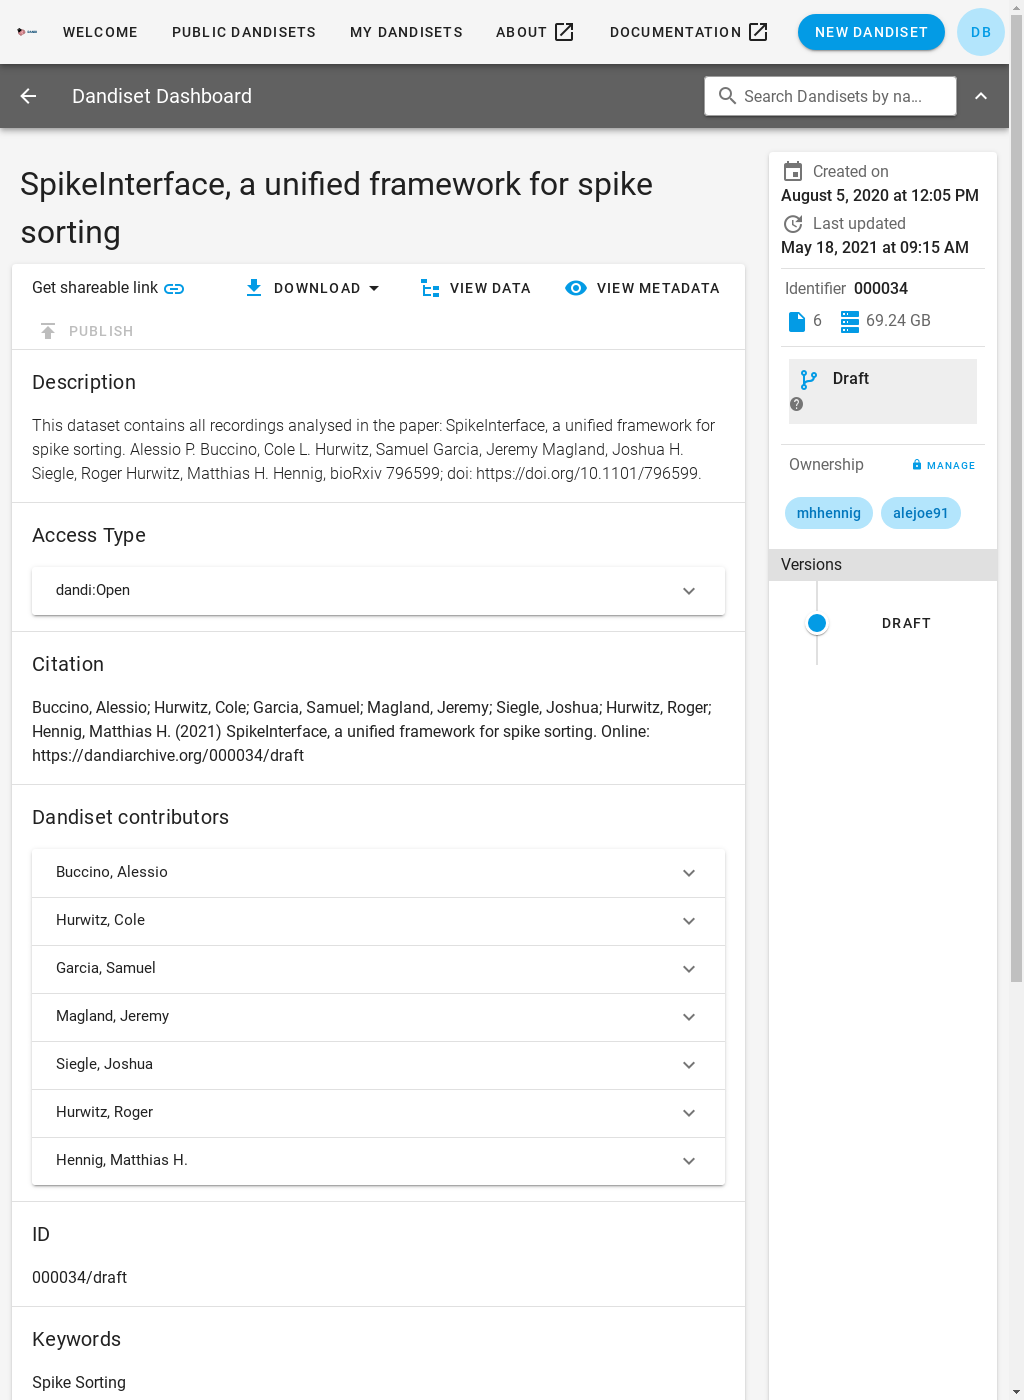 WELCOME PUBLIC DANDISETS MY DANDISETS ABOUT DOCUMENTATION NEW DANDISET DB
Dandiset Dashboard Search Dandisets by na...
SpikeInterface, a unified framework for spike
sorting
Get shareable link DOWNLOAD VIEW DATA VIEW METADATA
PUBLISH
Description
This dataset contains all recordings analysed in the paper: SpikeInterface, a unified framework for
spike sorting. Alessio P. Buccino, Cole L. Hurwitz, Samuel Garcia, Jeremy Magland, Joshua H.
Siegle, Roger Hurwitz, Matthias H. Hennig, bioRxiv 796599; doi: https://doi.org/10.1101/796599.
Access Type
dandi:Open
Citation
Buccino, Alessio; Hurwitz, Cole; Garcia, Samuel; Magland, Jeremy; Siegle, Joshua; Hurwitz, Roger;
Hennig, Matthias H. (2021) SpikeInterface, a unified framework for spike sorting. Online:
https://dandiarchive.org/000034/draft
Dandiset contributors
Buccino, Alessio
Hurwitz, Cole
Garcia, Samuel
Magland, Jeremy
Siegle, Joshua
Hurwitz, Roger
Hennig, Matthias H.
ID
000034/draft
Keywords
Spike Sorting
Created on
August 5, 2020 at 12:05 PM
Last updated
May 18, 2021 at 09:15 AM
Identifier 000034
6 69.24 GB
Draft
Ownership MANAGE
mhhennig alejoe91
Versions
DRAFT